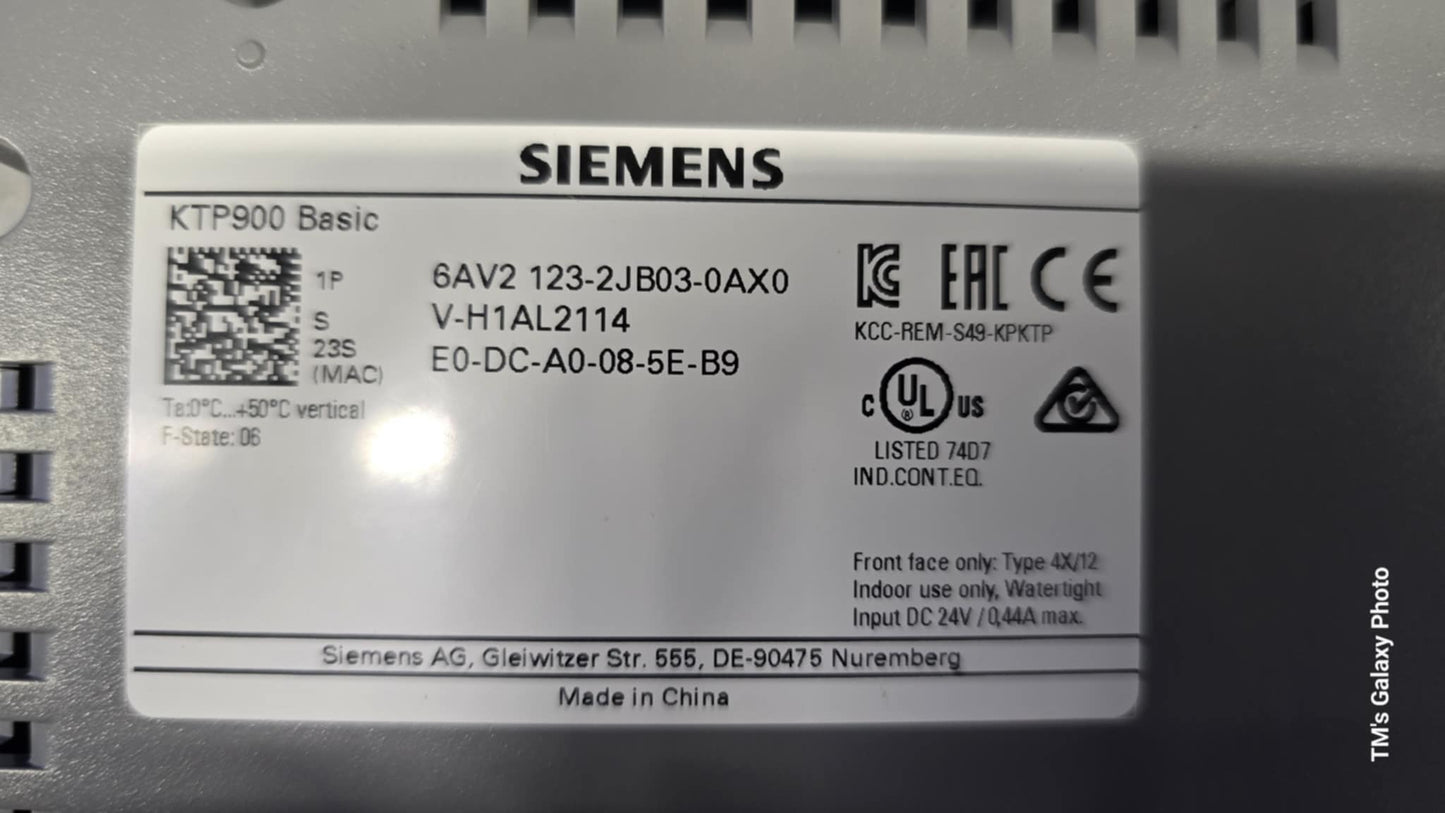 SIEMENS
KTP900 Basic
1P 6AV2 123-2JB03-0AX0
S V-H1AL2114
23S
(MAC) E0-DC-A0-08-5E-B9
Ta:0°C...+50°C vertical
F-State: 06
EAC CE
KCC-REM-S49-KPKTP
C UL ® US
LISTED 74D7
IND.CONT.EQ.
Front face only: Type 4X/12
Indoor use only, Watertight
Input DC 24V / 0,44A max.
Siemens AG, Gleiwitzer Str. 555, DE-90475 Nuremberg
Made in China
TM's Galaxy Photo